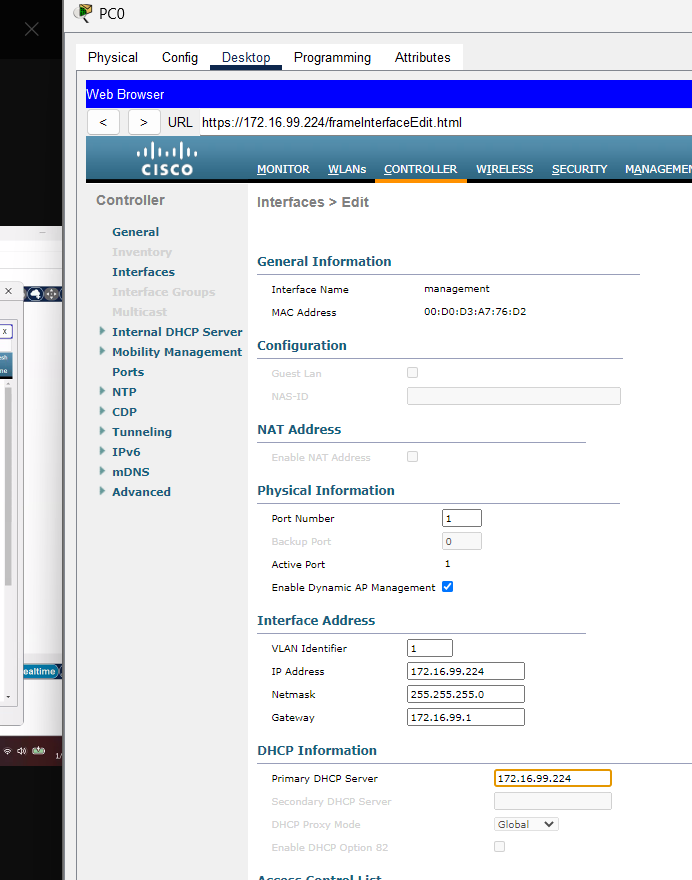 PC0
Physical Config Desktop Programming Attributes
Web Browser
< > URL https://172.16.99.224/frameInterfaceEdit.html
CISCO
MONITOR WLANs CONTROLLER WIRELESS SECURITY MANAGEMEN
Controller
General
Inventory
Interfaces
Interface Groups
Multicast
Internal DHCP Server
Mobility Management
Ports
NTP
CDP
Tunneling
IPv6
mDNS
Advanced
Interfaces > Edit
General Information
Interface Name management
MAC Address 00:D0:D3:A7:76:D2
Configuration
Guest Lan
NAS-ID
NAT Address
Enable NAT Address
Physical Information
Port Number 1
Backup Port 0
Active Port 1
Enable Dynamic AP Management
Interface Address
VLAN Identifier 1
IP Address 172.16.99.224
Netmask 255.255.255.0
Gateway 172.16.99.1
DHCP Information
Primary DHCP Server 172.16.99.224
Secondary DHCP Server
DHCP Proxy Mode Global
Enable DHCP Option 82
Access Control List
ealtime
1/